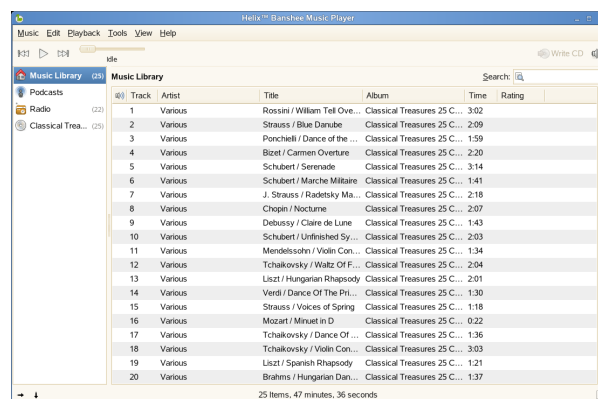 Helix™ Banshee Music Player
Music Edit Playback Tools View Help
Idle
Write CD
Music Library (25)
Podcasts
Radio (22)
Classical Trea... (25)
Music Library
Search:
Track Artist Title Album Time Rating
1 Various Rossini / William Tell Ove... Classical Treasures 25 C... 3:02
2 Various Strauss / Blue Danube Classical Treasures 25 C... 2:09
3 Various Ponchielli / Dance of the ... Classical Treasures 25 C... 1:59
4 Various Bizet / Carmen Overture Classical Treasures 25 C... 2:20
5 Various Schubert / Serenade Classical Treasures 25 C... 3:14
6 Various Schubert / Marche Militaire Classical Treasures 25 C... 1:41
7 Various J. Strauss / Radetsky Ma... Classical Treasures 25 C... 2:18
8 Various Chopin / Nocturne Classical Treasures 25 C... 2:07
9 Various Debussy / Claire de Lune Classical Treasures 25 C... 1:43
10 Various Schubert / Unfinished Sy... Classical Treasures 25 C... 2:03
11 Various Mendelssohn / Violin Con... Classical Treasures 25 C... 1:34
12 Various Tchaikovsky / Waltz Of F... Classical Treasures 25 C... 2:04
13 Various Liszt / Hungarian Rhapsody Classical Treasures 25 C... 2:01
14 Various Verdi / Dance Of The Pri... Classical Treasures 25 C... 1:30
15 Various Strauss / Voices of Spring Classical Treasures 25 C... 1:18
16 Various Mozart / Minuet in D Classical Treasures 25 C... 0:22
17 Various Tchaikovsky / Dance Of ... Classical Treasures 25 C... 1:36
18 Various Tchaikovsky / Violin Con... Classical Treasures 25 C... 3:03
19 Various Liszt / Spanish Rhapsody Classical Treasures 25 C... 1:21
20 Various Brahms / Hungarian Dan... Classical Treasures 25 C... 1:37
25 Items, 47 minutes, 36 seconds